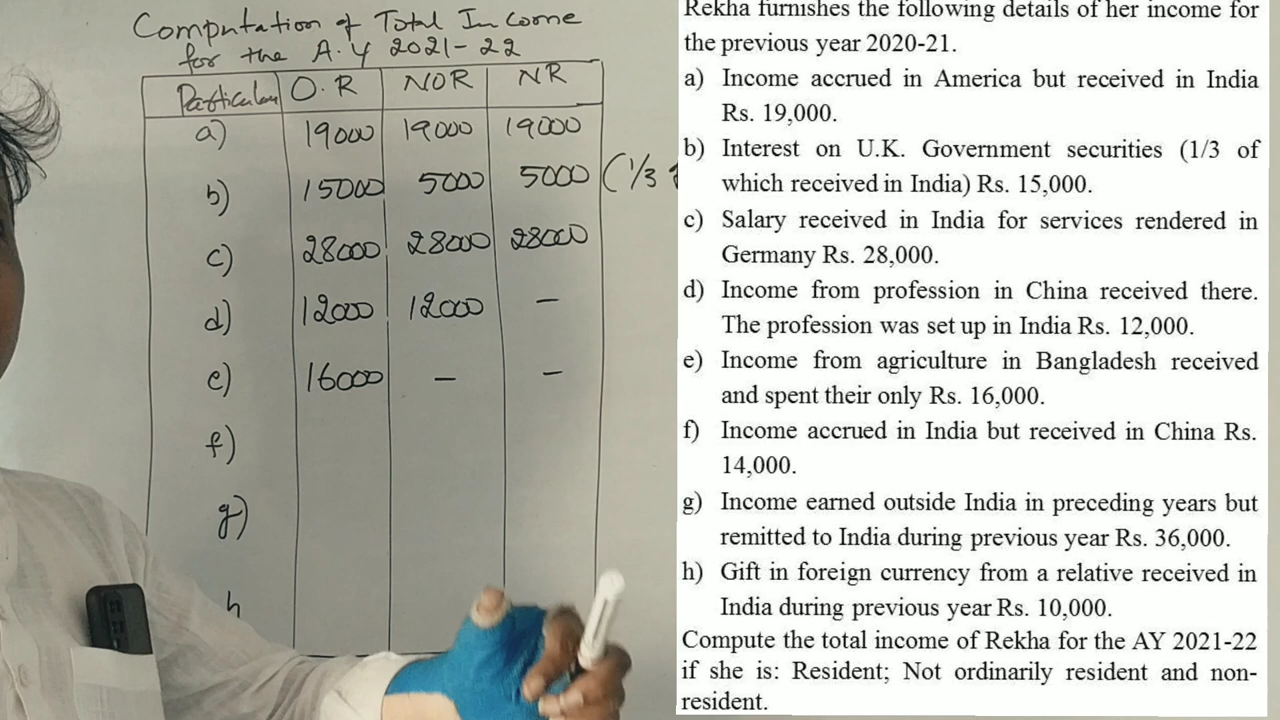 Computation of Total Income
for the A.Y 2021-22
Particulars O.R NOR NR
a) 19000 19000 19000
b) 15000 5000 5000 (1/3
c) 28000 28000 28000
d) 12000 12000 –
e) 16000 – –
f)
g)
h
Rekha furnishes the following details of her income for
the previous year 2020-21.
a) Income accrued in America but received in India
Rs. 19,000.
b) Interest on U.K. Government securities (1/3 of
which received in India) Rs. 15,000.
c) Salary received in India for services rendered in
Germany Rs. 28,000.
d) Income from profession in China received there.
The profession was set up in India Rs. 12,000.
e) Income from agriculture in Bangladesh received
and spent their only Rs. 16,000.
f) Income accrued in India but received in China Rs.
14,000.
g) Income earned outside India in preceding years but
remitted to India during previous year Rs. 36,000.
h) Gift in foreign currency from a relative received in
India during previous year Rs. 10,000.
Compute the total income of Rekha for the AY 2021-22
if she is: Resident; Not ordinarily resident and non-
resident.